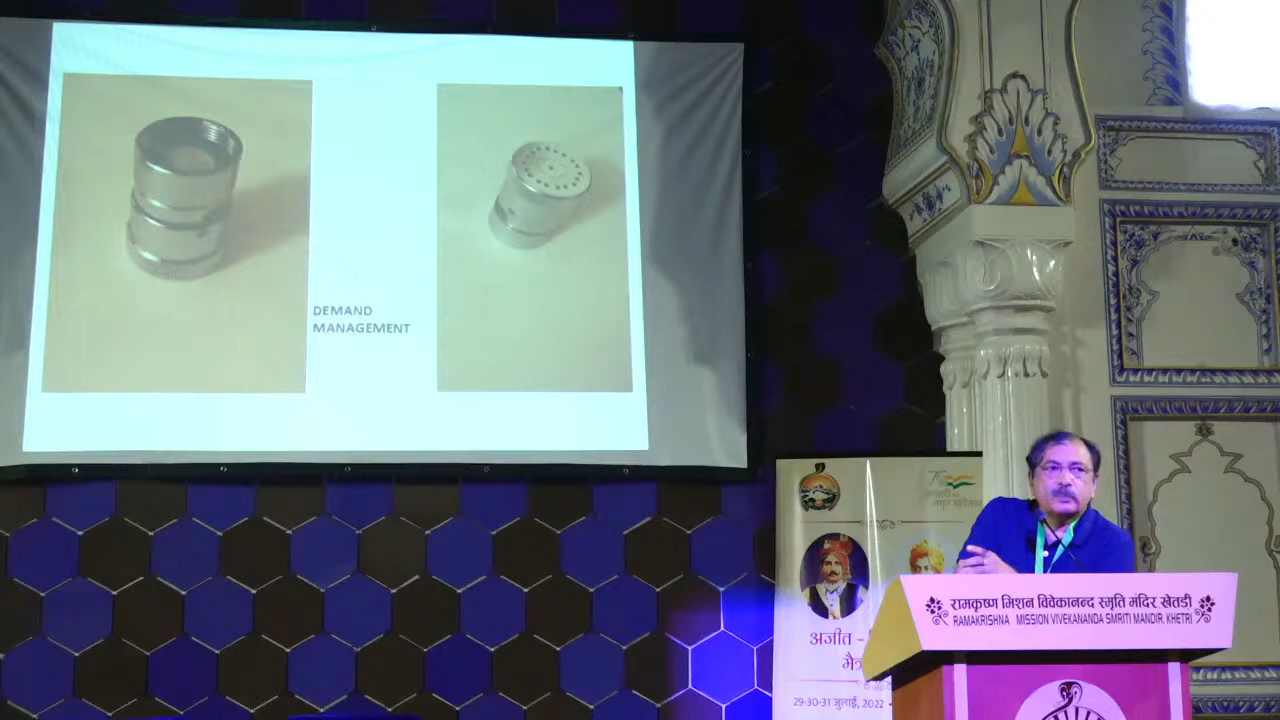 DEMAND
MANAGEMENT
अजीत -
29-30-31 जुलाई, 2022
रामकृष्ण मिशन विवेकानन्द स्मृति मंदिर, खेतडी
RAMAKRISHNA MISSION VIVEKANANDA SMRITI MANDIR, KHETRI